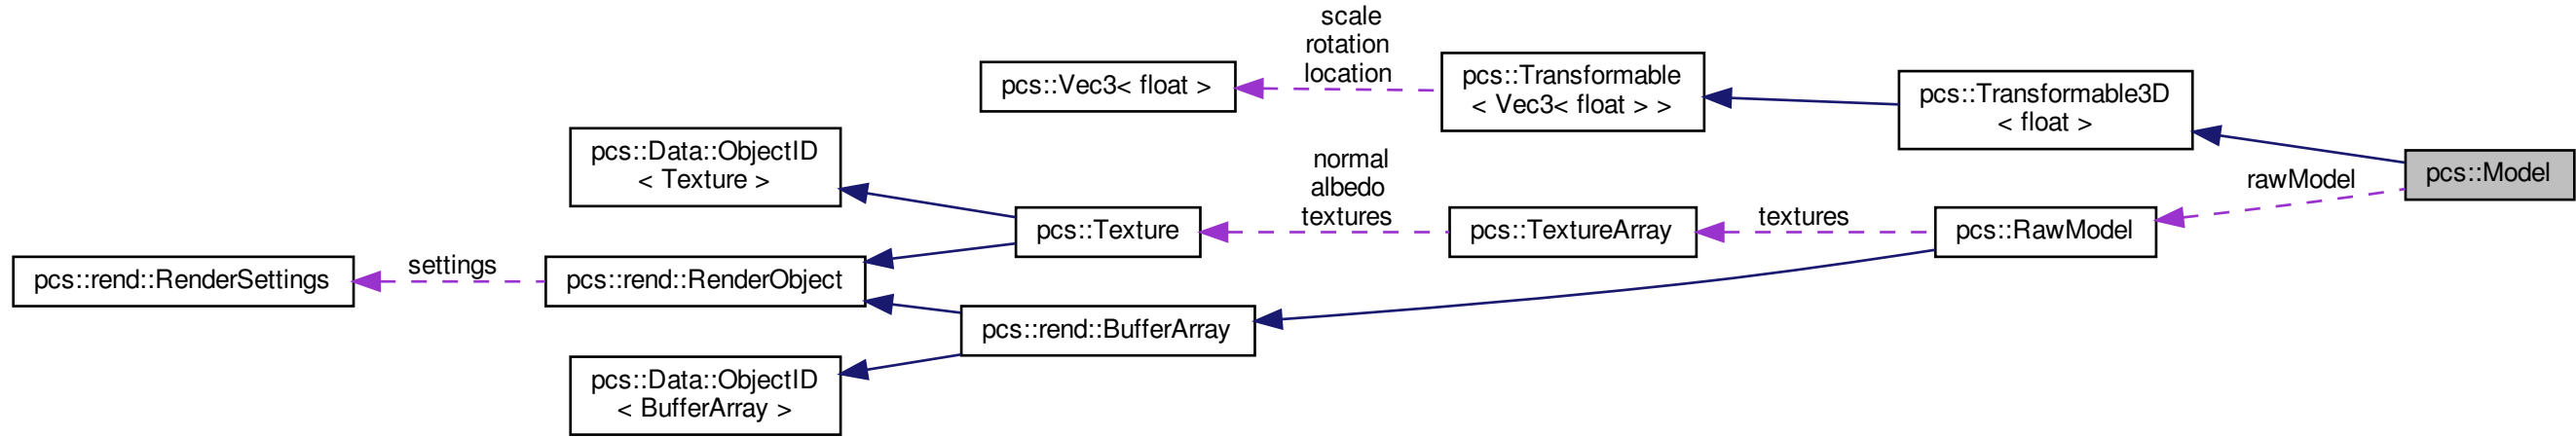 scale
rotation
location
pcs::Vec3< float >
pcs::Transformable
< Vec3< float > >
pcs::Transformable3D
< float >
pcs::Data::ObjectID
< Texture >
normal
albedo
textures
pcs::Model
rawModel
pcs::Texture
pcs::TextureArray
textures
pcs::RawModel
pcs::rend::RenderSettings
settings
pcs::rend::RenderObject
pcs::rend::BufferArray
pcs::Data::ObjectID
< BufferArray >